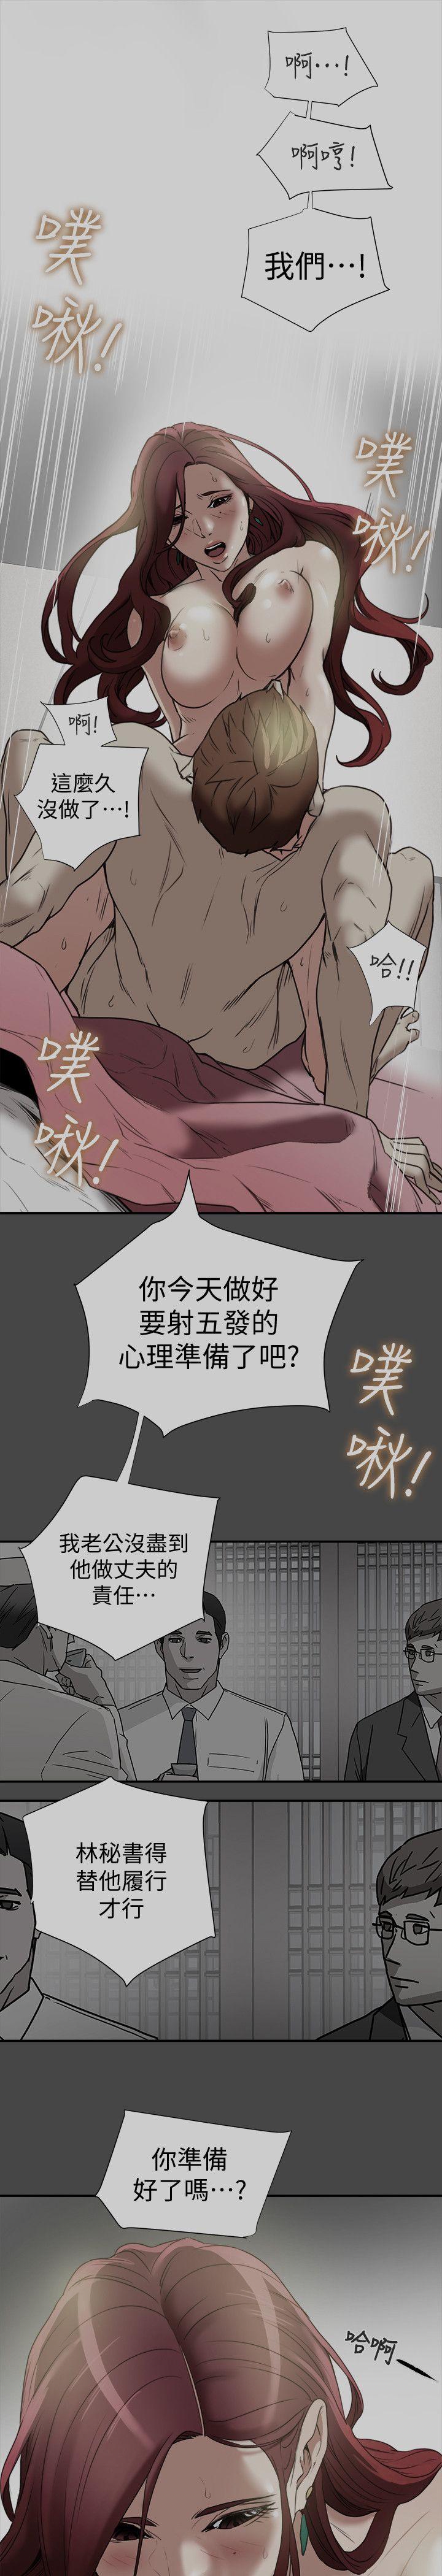 啊⋯!
啊哼!
我們⋯!
噗
啾!
噗
啾!
啊!
這麼久
沒做了⋯!
哈!!
噗
啾!
你今天做好
要射五發的
心理準備了吧?
噗
啾!
我老公沒盡到
他做丈夫的
責任⋯
林秘書得
替他履行
才行
你準備
好了嗎⋯?
哈啊